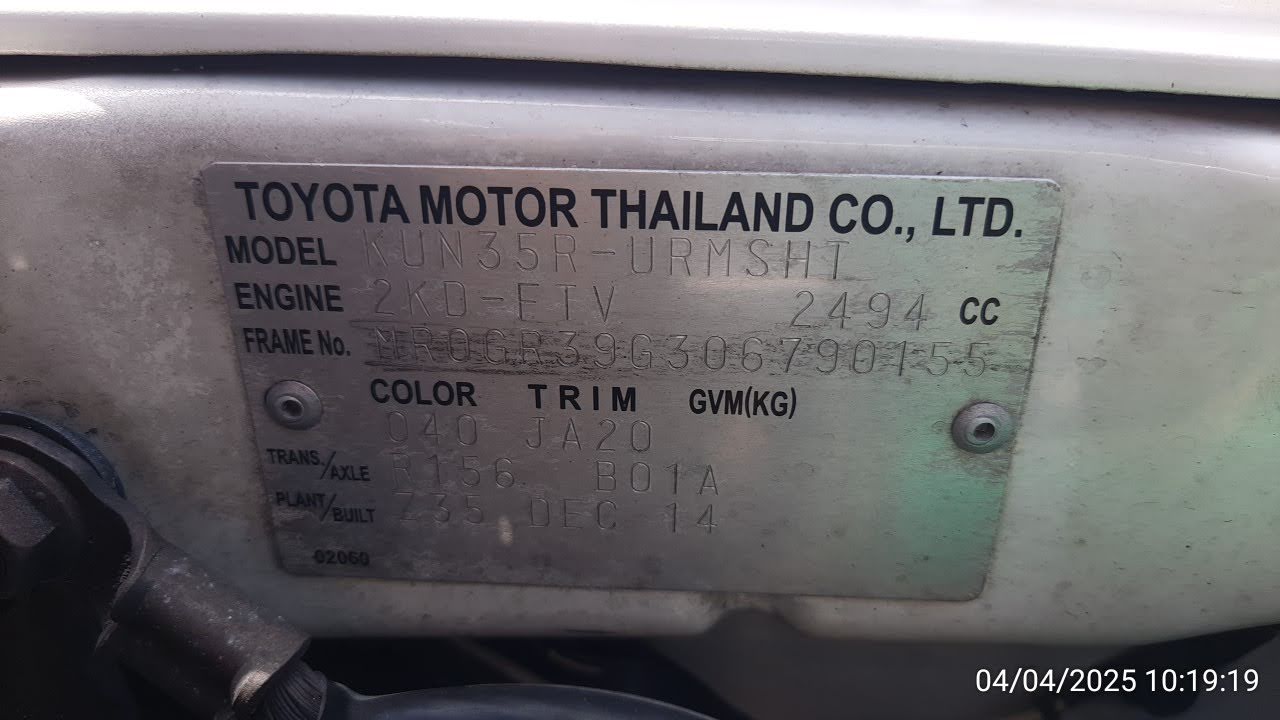 TOYOTA MOTOR THAILAND CO., LTD.
MODEL KUN35R-URMSHT
ENGINE 2KD-FTV 2494 CC
FRAME No. MR0GR39G306790155
COLOR TRIM GVM(KG)
040 JA20
TRANS./AXLE R156 B01A
PLANT/BUILT Z35 DEC 14
02060
04/04/2025 10:19:19